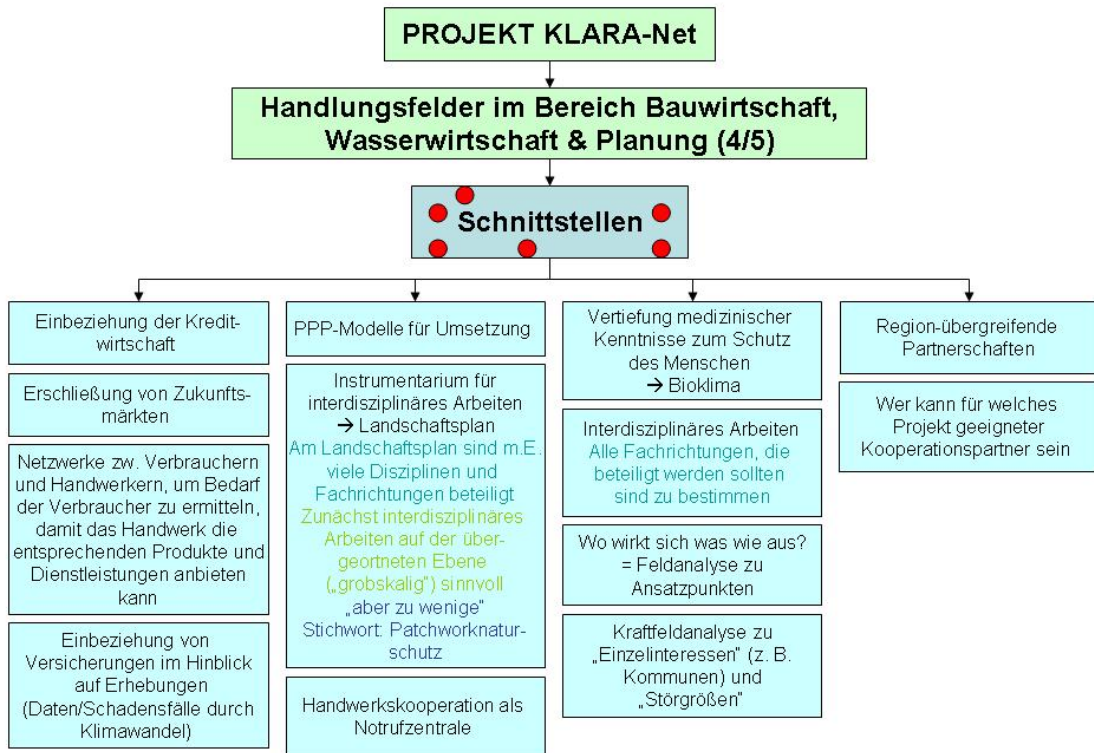 PROJEKT KLARA-Net
Handlungsfelder im Bereich Bauwirtschaft,
Wasserwirtschaft & Planung (4/5)
Schnittstellen
Einbeziehung der Kredit-
wirtschaft
Erschließung von Zukunfts-
märkten
Netzwerke zw. Verbrauchern
und Handwerkern, um Bedarf
der Verbraucher zu ermitteln,
damit das Handwerk die
entsprechenden Produkte und
Dienstleistungen anbieten
kann
Einbeziehung von
Versicherungen im Hinblick
auf Erhebungen
(Daten/Schadensfälle durch
Klimawandel)
PPP-Modelle für Umsetzung
Instrumentarium für
interdisziplinäres Arbeiten
→ Landschaftsplan
Am Landschaftsplan sind m.E.
viele Disziplinen und
Fachrichtungen beteiligt
Zunächst interdisziplinäres
Arbeiten auf der über-
geortneten Ebene
(„grobskalig“) sinnvoll
„aber zu wenige“
Stichwort: Patchworknatur-
schutz
Handwerkskooperation als
Notrufzentrale
Vertiefung medizinischer
Kenntnisse zum Schutz
des Menschen
→ Bioklima
Interdisziplinäres Arbeiten
Alle Fachrichtungen, die
beteiligt werden sollten
sind zu bestimmen
Wo wirkt sich was wie aus?
= Feldanalyse zu
Ansatzpunkten
Kraftfeldanalyse zu
„Einzelinteressen“ (z. B.
Kommunen) und
„Störgrößen“
Region-übergreifende
Partnerschaften
Wer kann für welches
Projekt geeigneter
Kooperationspartner sein